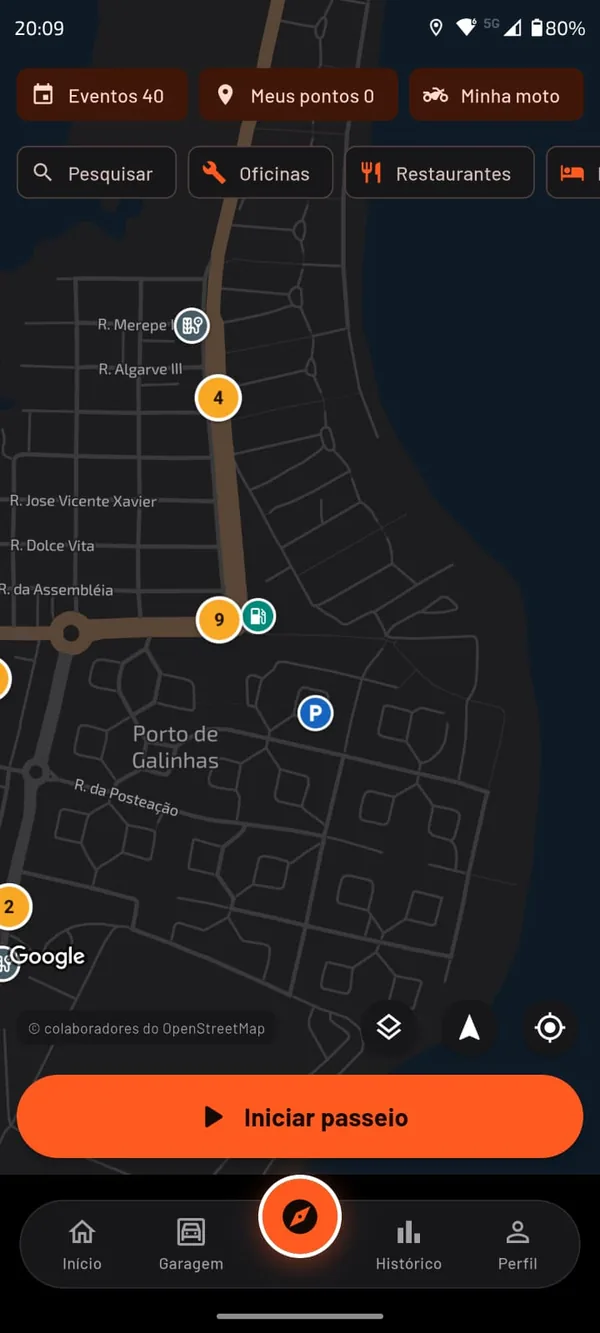 20:09
5G
80%
Eventos 40
Meus pontos 0
Minha moto
Pesquisar
Oficinas
Restaurantes
R. Merepe
R. Algarve III
4
R. Jose Vicente Xavier
R. Dolce Vita
R. da Assembléia
9
P
Porto de
Galinhas
R. da Posteação
2
Google
© colaboradores do OpenStreetMap
Iniciar passeio
Início
Garagem
Histórico
Perfil